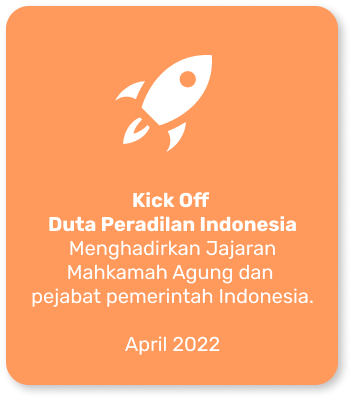 Kick Off
Duta Peradilan Indonesia
Menghadirkan Jajaran
Mahkamah Agung dan
pejabat pemerintah Indonesia.
April 2022